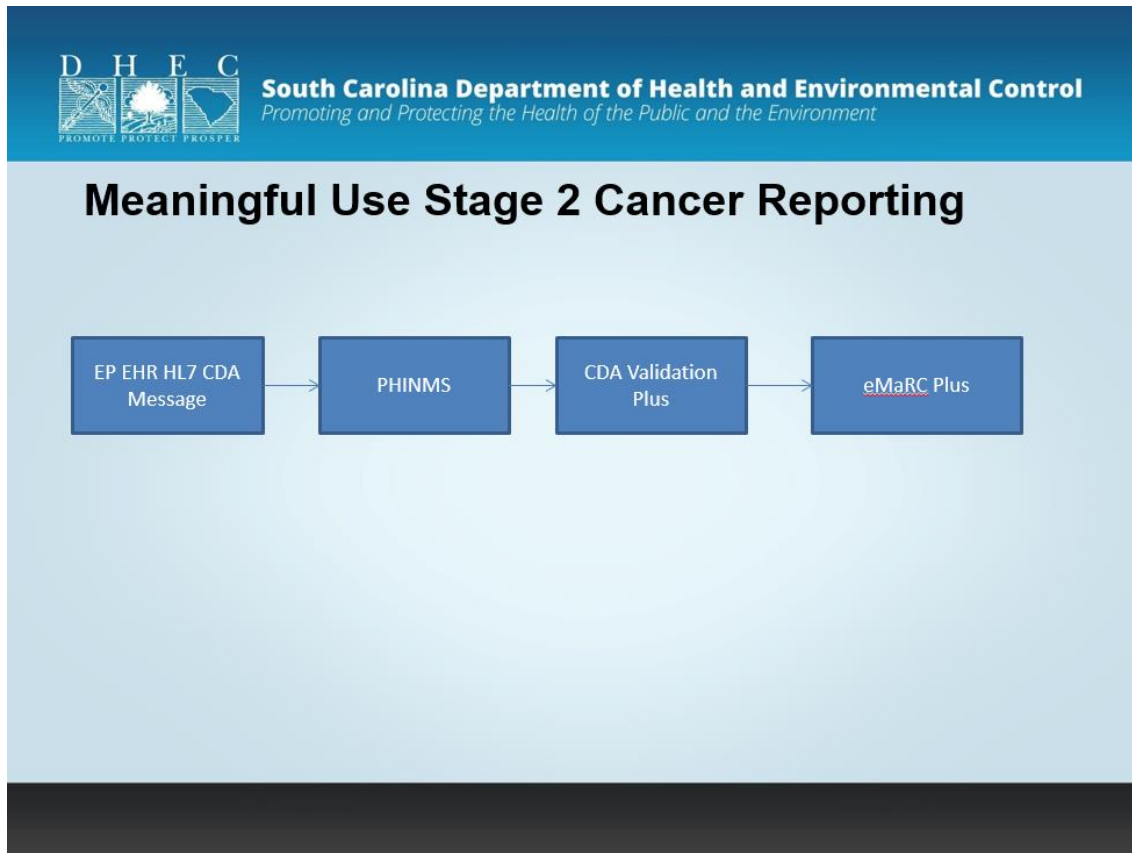 D H E C
PROMOTE PROTECT PROSPER
South Carolina Department of Health and Environmental Control
Promoting and Protecting the Health of the Public and the Environment
Meaningful Use Stage 2 Cancer Reporting
EP EHR HL7 CDA
Message
PHINMS
CDA Validation
Plus
eMaRC Plus